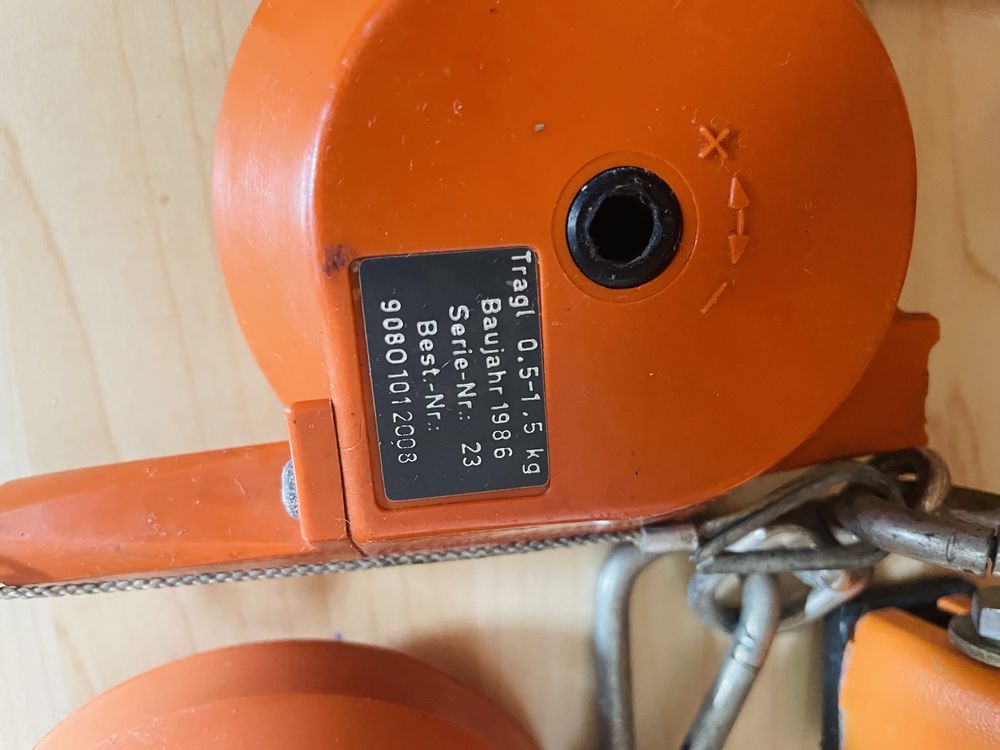 Tragl. 0.5-1,5 kg
Baujahr 1986
Serie-Nr.: 23
Best.-Nr.:
90801012008